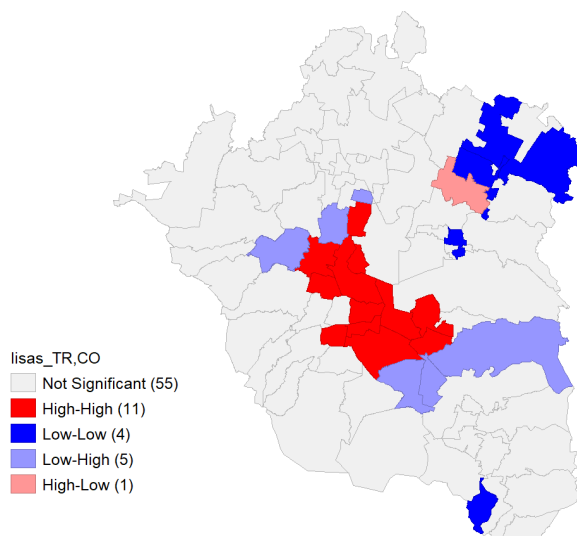 lisas_TR,CO
Not Significant (55)
High-High (11)
Low-Low (4)
Low-High (5)
High-Low (1)